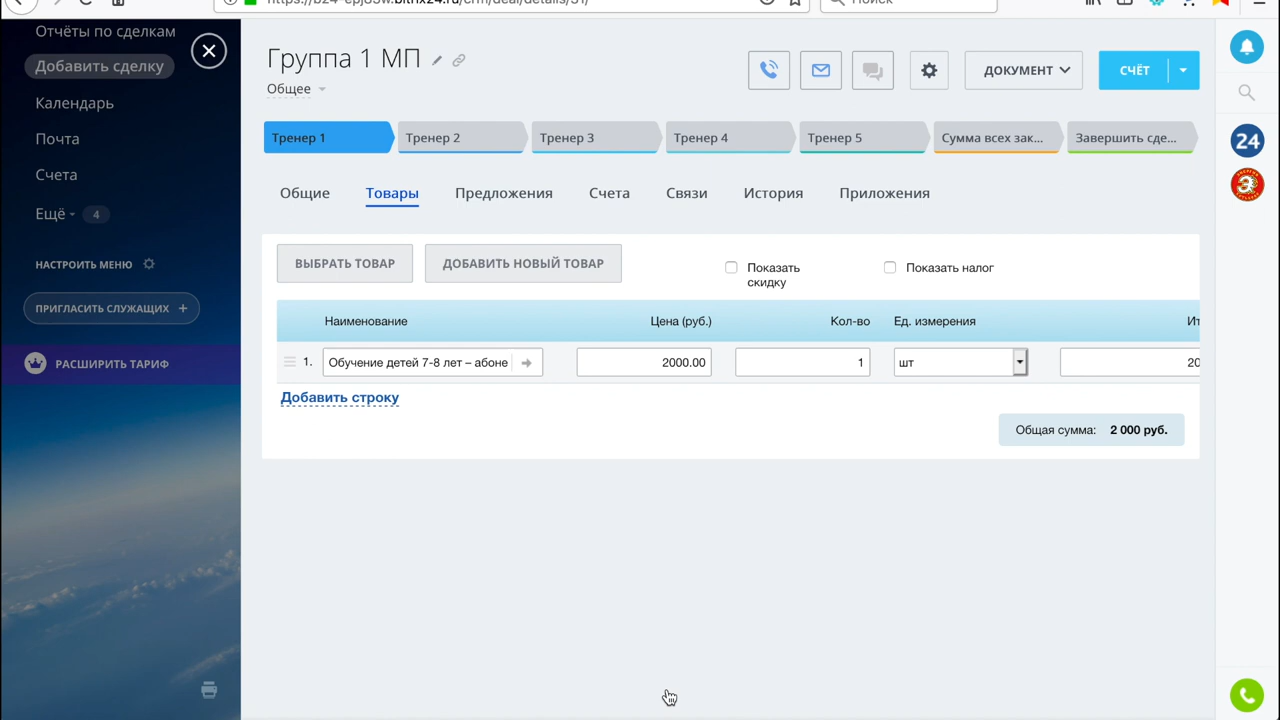 Отчёты по сделкам
Добавить сделку
Календарь
Почта
Счета
Ещё 4
НАСТРОИТЬ МЕНЮ
ПРИГЛАСИТЬ СЛУЖАЩИХ +
РАСШИРИТЬ ТАРИФ
Группа 1 МП
Общее
ДОКУМЕНТ
СЧЁТ
Тренер 1
Тренер 2
Тренер 3
Тренер 4
Тренер 5
Сумма всех зак...
Завершить сде...
Общие
Товары
Предложения
Счета
Связи
История
Приложения
ВЫБРАТЬ ТОВАР
ДОБАВИТЬ НОВЫЙ ТОВАР
Показать
скидку
Показать налог
Наименование
Цена (руб.)
Кол-во
Ед. измерения
Ит
1.
Обучение детей 7-8 лет – абоне
2000.00
1
шт
20
Добавить строку
Общая сумма: 2 000 руб.
24